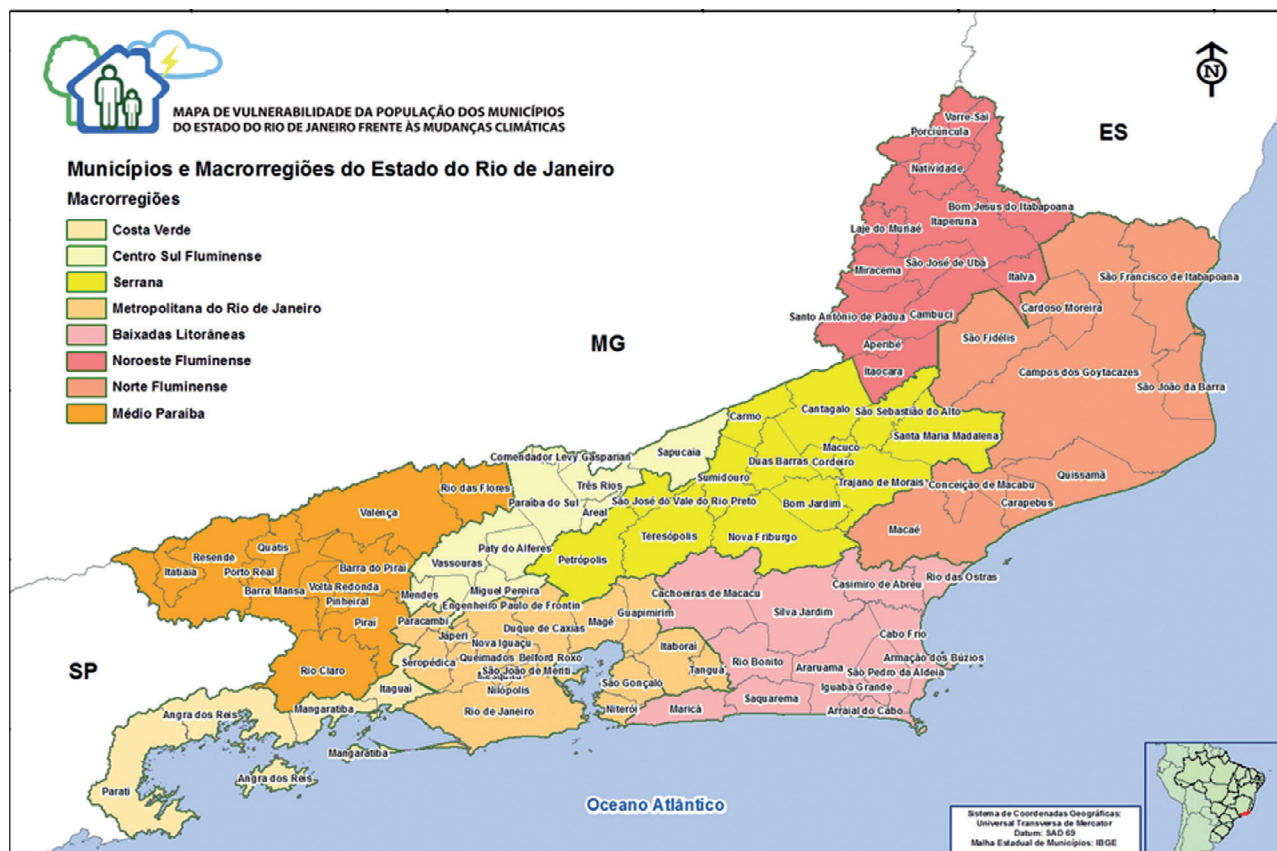 MAPA DE VULNERABILIDADE DA POPULAÇÃO DOS MUNICÍPIOS
DO ESTADO DO RIO DE JANEIRO FRENTE ÀS MUDANÇAS CLIMÁTICAS
Municípios e Macrorregiões do Estado do Rio de Janeiro
Macrorregiões
Costa Verde
Centro Sul Fluminense
Serrana
Metropolitana do Rio de Janeiro
Baixadas Litorâneas
Noroeste Fluminense
Norte Fluminense
Médio Paraíba
N
ES
MG
SP
Varre-Sai
Porciúncula
Natividade
Bom Jesus do Itabapoana
Itaperuna
Laje do Muriaé
São José de Ubá
Miracema
Italva
São Francisco de Itabapoana
Cardoso Moreira
Santo Antônio de Pádua
Cambuci
São Fidélis
Aperibé
Itaocara
Campos dos Goytacazes
São João da Barra
Cantagalo
São Sebastião do Alto
Carmo
Santa Maria Madalena
Macuco
Duas Barras
Cordeiro
Sapucaia
Comendador Levy Gasparian
Sumidouro
Trajano de Morais
Conceição de Macabu
Quissamã
Carapebus
Três Rios
Rio das Flores
Paraíba do Sul
São José do Vale do Rio Preto
Bom Jardim
Areal
Valença
Macaé
Teresópolis
Nova Friburgo
Paty do Alferes
Petrópolis
Vassouras
Quatis
Resende
Itatiaia
Porto Real
Barra do Piraí
Barra Mansa
Volta Redonda
Pinheiral
Piraí
Mendes
Miguel Pereira
Engenheiro Paulo de Frontin
Rio das Ostras
Casimiro de Abreu
Cachoeiras de Macacu
Silva Jardim
Guapimirim
Magé
Paracambi
Japeri
Duque de Caxias
Nova Iguaçu
Cabo Frio
Itaboraí
Seropédica
Queimados
Belford Roxo
São João de Meriti
Mesquita
Nilópolis
Tanguá
Rio Bonito
Araruama
Armação dos Búzios
São Pedro da Aldeia
Iguaba Grande
Rio Claro
Itaguaí
São Gonçalo
Saquarema
Maricá
Niterói
Arraial do Cabo
Rio de Janeiro
Mangaratiba
Angra dos Reis
Mangaratiba
Angra dos Reis
Parati
Oceano Atlântico
Sistema de Coordenadas Geográficas:
Universal Transversa de Mercator
Datum: SAD 69
Malha Estadual de Municípios: IBGE